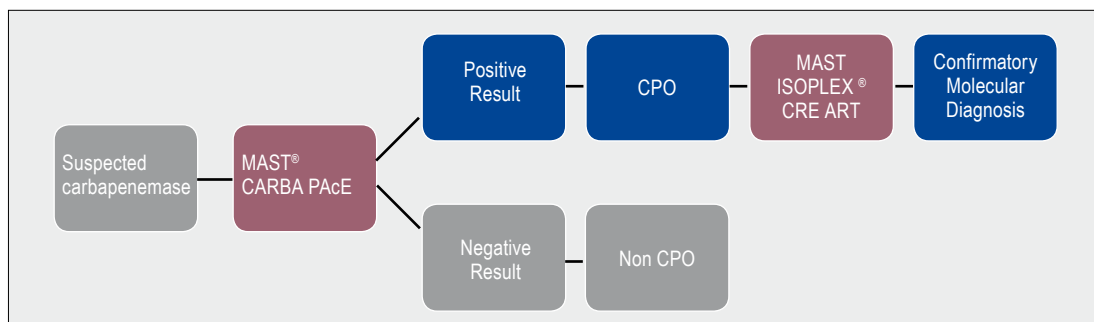 Suspected
carbapenemase
MAST®
CARBA PAcE
Positive
Result
CPO
MAST
ISOPLEX ®
CRE ART
Confirmatory
Molecular
Diagnosis
Negative
Result
Non CPO